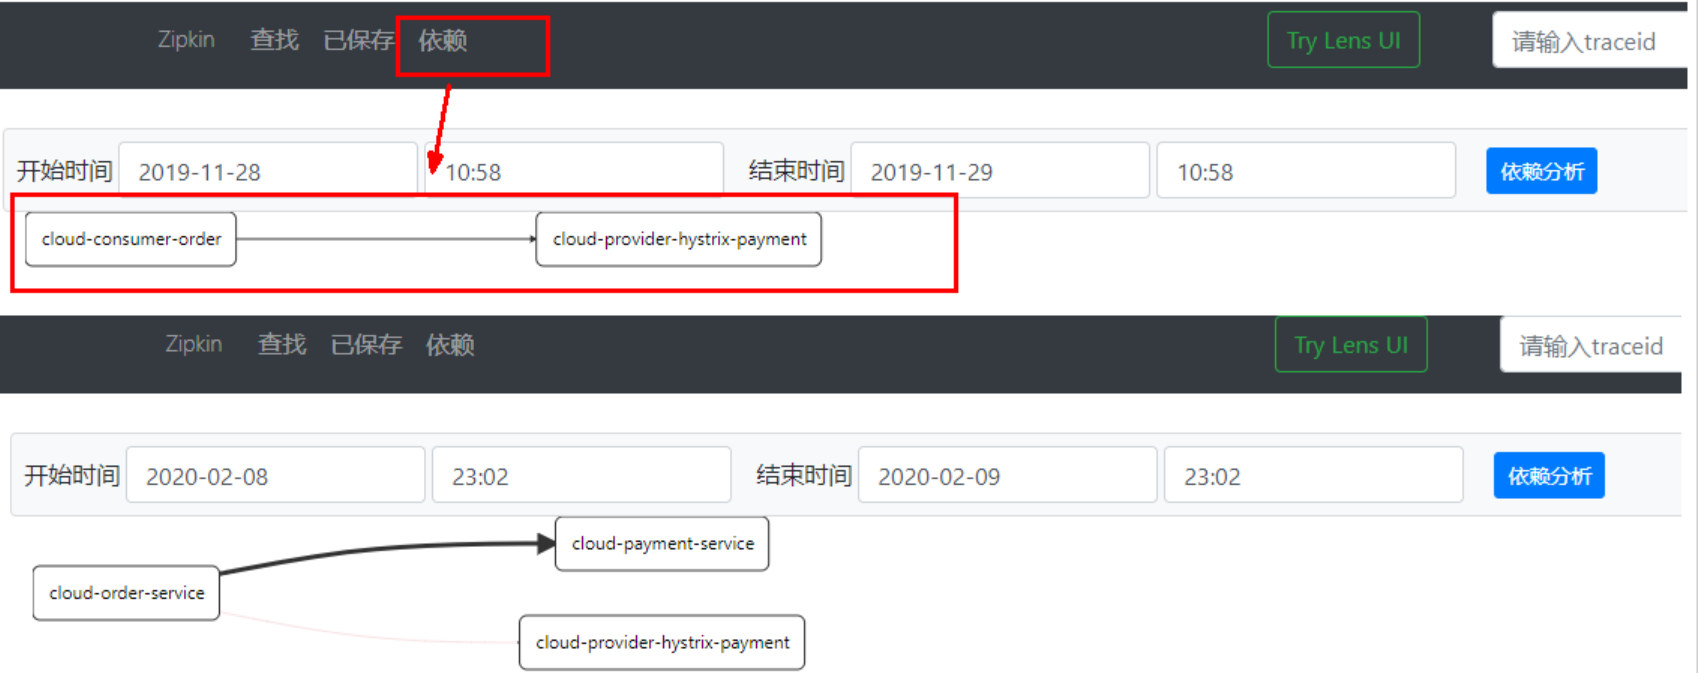 Zipkin 查找 已保存 依赖 Try Lens UI 请输入traceid
开始时间 2019-11-28 10:58 结束时间 2019-11-29 10:58 依赖分析
cloud-consumer-order cloud-provider-hystrix-payment
Zipkin 查找 已保存 依赖 Try Lens UI 请输入traceid
开始时间 2020-02-08 23:02 结束时间 2020-02-09 23:02 依赖分析
cloud-payment-service
cloud-order-service
cloud-provider-hystrix-payment